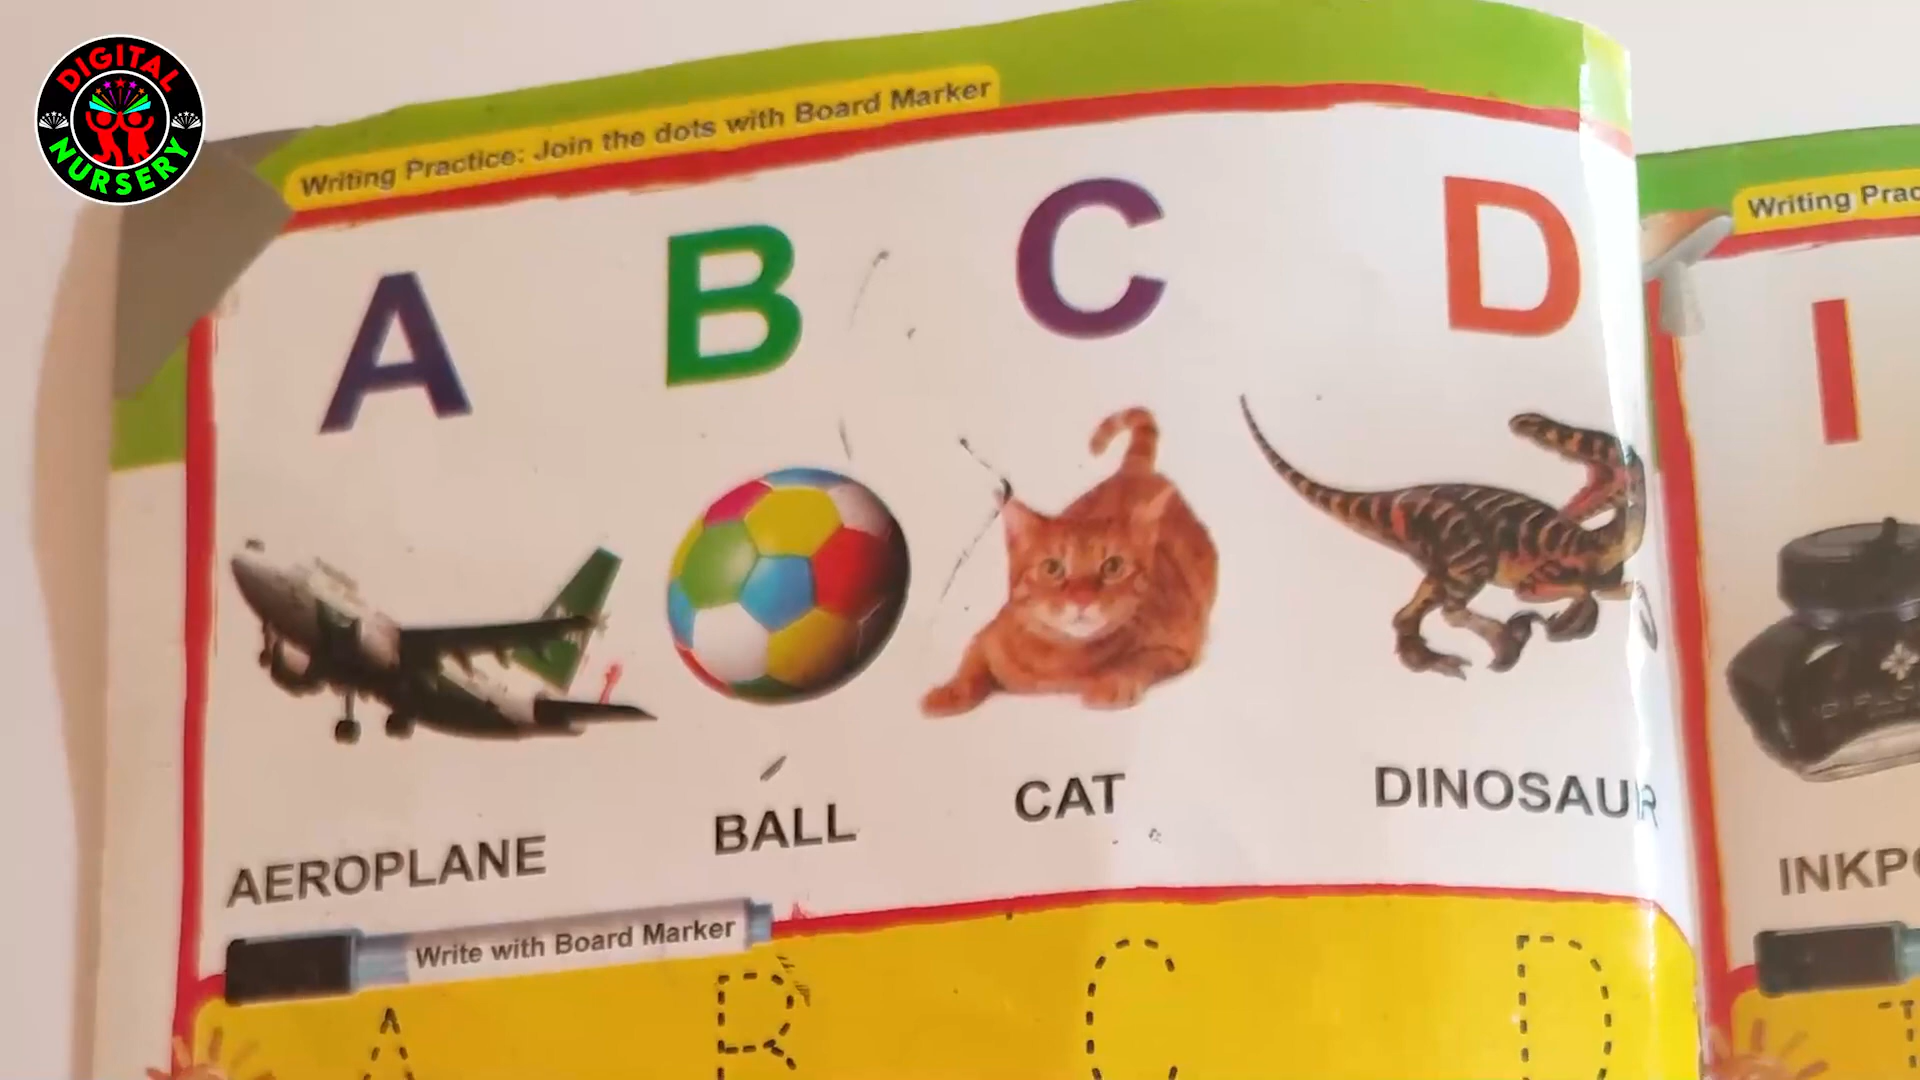 DIGITAL
NURSERY
Writing Practice: Join the dots with Board Marker
A B C D
AEROPLANE BALL CAT DINOSAUR
Write with Board Marker
A B C D
Writing
I